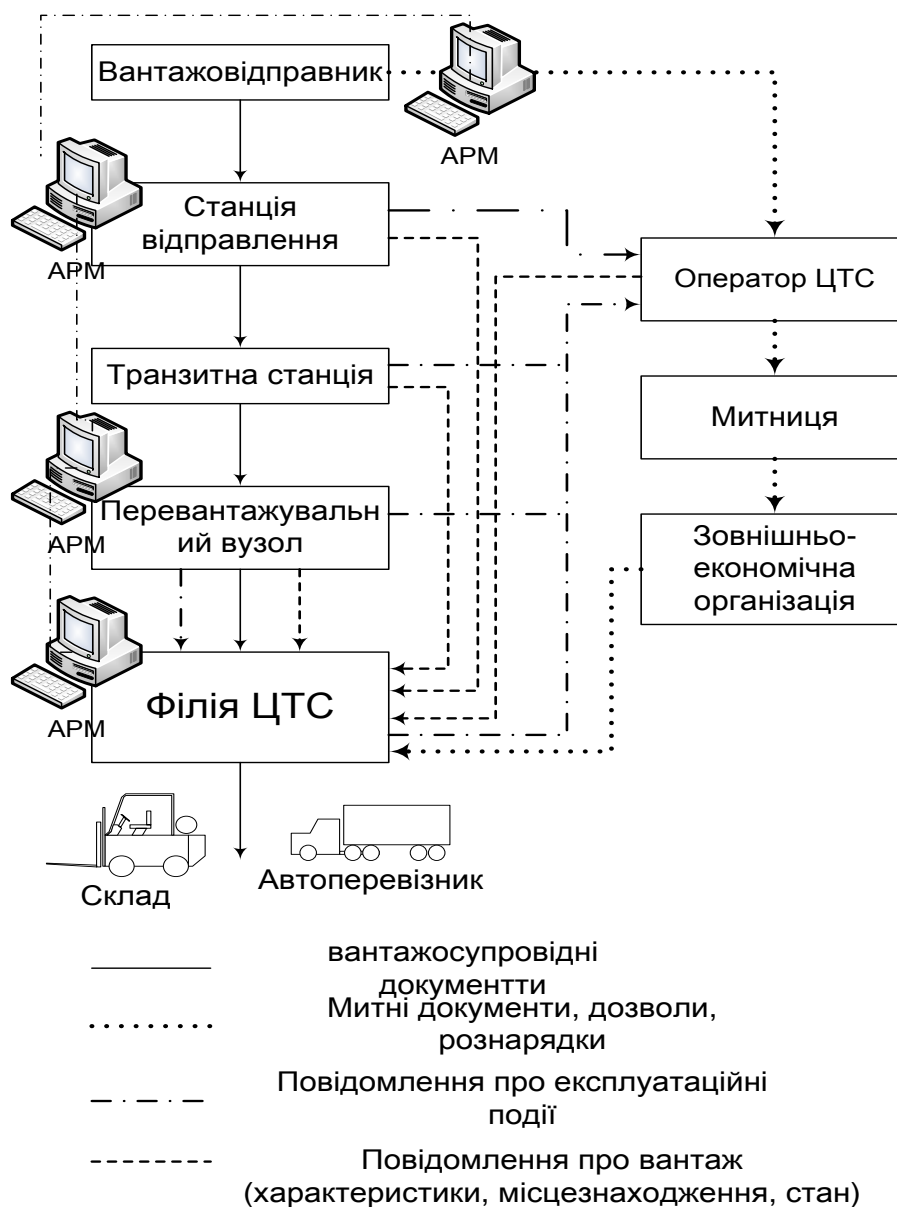 Вантажовідправник
АРМ
Станція
відправлення
АРМ
Оператор ЦТС
Транзитна станція
Митниця
Перевантажувальн
ий вузол
АРМ
Зовнішньо-
економічна
організація
Філія ЦТС
АРМ
Склад
Автоперевізник
вантажосупровідні
документти
Митні документи, дозволи,
рознарядки
Повідомлення про експлуатаційні
події
Повідомлення про вантаж
(характеристики, місцезнаходження, стан)